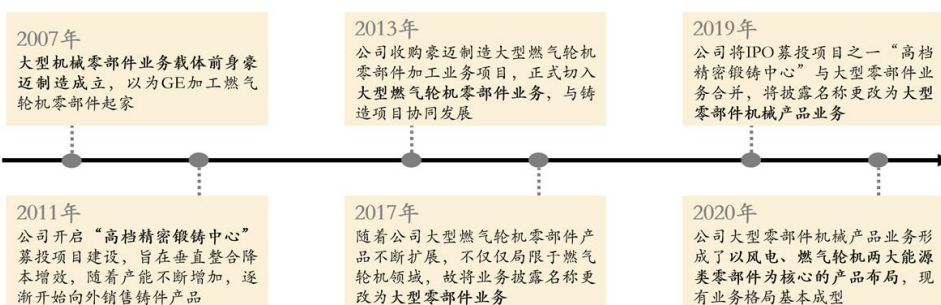 2007年
大型机械零部件业务载体前身豪
迈制造成立，以为GE加工燃气
轮机零部件起家
2013年
公司收购豪迈制造大型燃气轮机
零部件加工业务项目，正式切入
大型燃气轮机零部件业务，与铸
造项目协同发展
2019年
公司将IPO募投项目之一“高档
精密锻铸中心”与大型零部件业
务合并，将披露名称更改为大型
零部件机械产品业务
2011年
公司开启“高档精密锻铸中心”
募投项目建设，旨在垂直整合降
本增效，随着产能不断增加，逐
渐开始向外销售铸件产品
2017年
随着公司大型燃气轮机零部件产
品不断扩展，不仅仅局限于燃气
轮机领域，故将业务披露名称更
改为大型零部件业务
2020年
公司大型零部件机械产品业务形
成了以风电、燃气轮机两大能源
类零部件为核心的产品布局，现
有业务格局基本成型